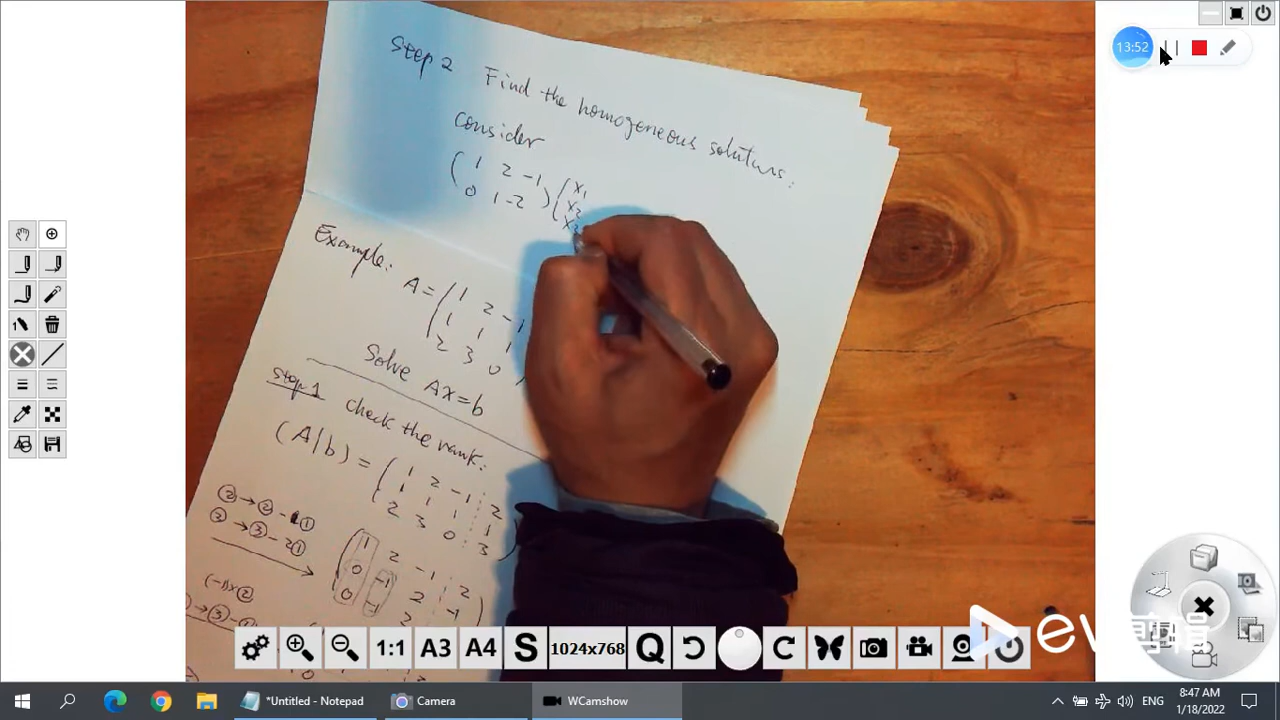 13:52
Step 2 Find the homogeneous solutions:
consider
( 1 2 -1 ) ( x1
0 1 -2 x2
x3
Example:
A = ( 1 2 -1
1 1 1
2 3 0 )
Solve Ax=b
Step 1 Check the rank:
(A|b) = ( 1 2 -1 2
1 1 1 1
2 3 0 3 )
②→②-①
③→③-2①
( 1 2 -1 2
0 -1 2 -1
0 -1 2
(-1)×②
→③-
1:1 A3 A4 S 1024x768 Q
*Untitled - Notepad
Camera
WCamshow
ENG
8:47 AM
1/18/2022